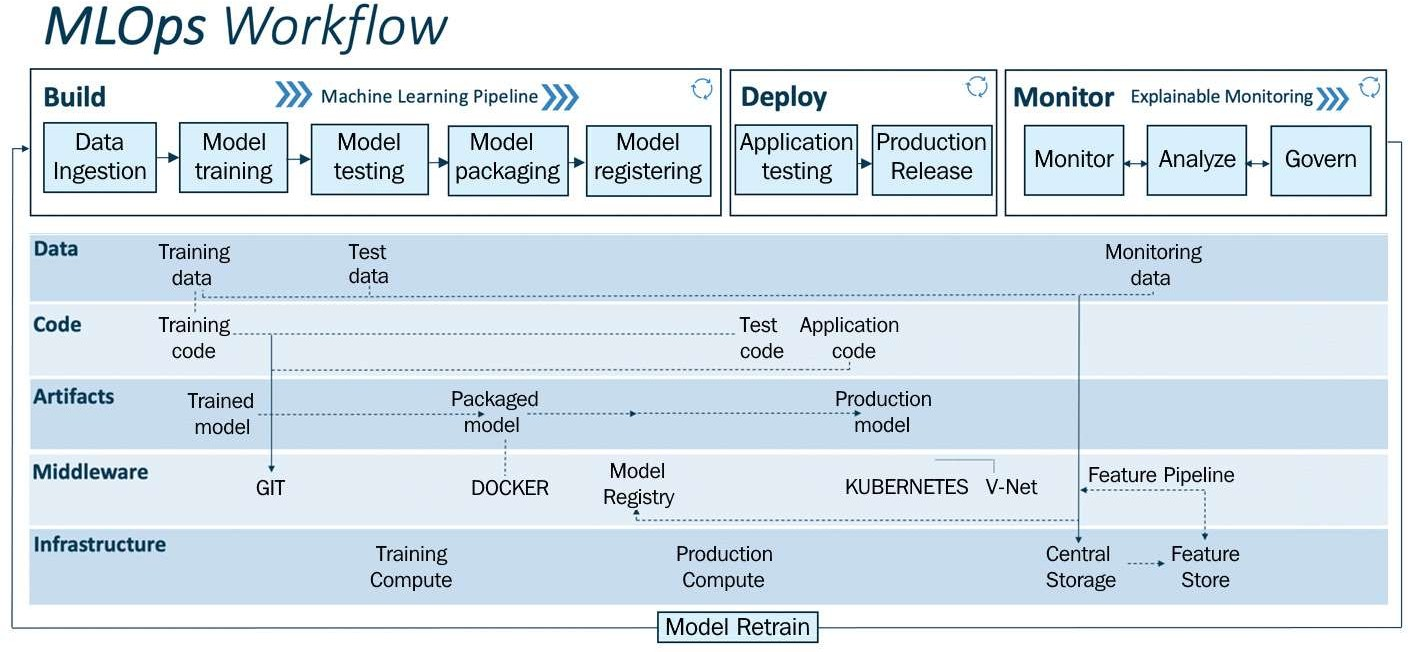 MLOps Workflow
Build
Machine Learning Pipeline
Data
Ingestion
Model
training
Model
testing
Model
packaging
Model
registering
Deploy
Application
testing
Production
Release
Monitor
Explainable Monitoring
Monitor
Analyze
Govern
Data
Training
data
Test
data
Monitoring
data
Code
Training
code
Test
code
Application
code
Artifacts
Trained
model
Packaged
model
Production
model
Middleware
GIT
DOCKER
Model
Registry
KUBERNETES
V-Net
Feature Pipeline
Infrastructure
Training
Compute
Production
Compute
Central
Storage
Feature
Store
Model Retrain